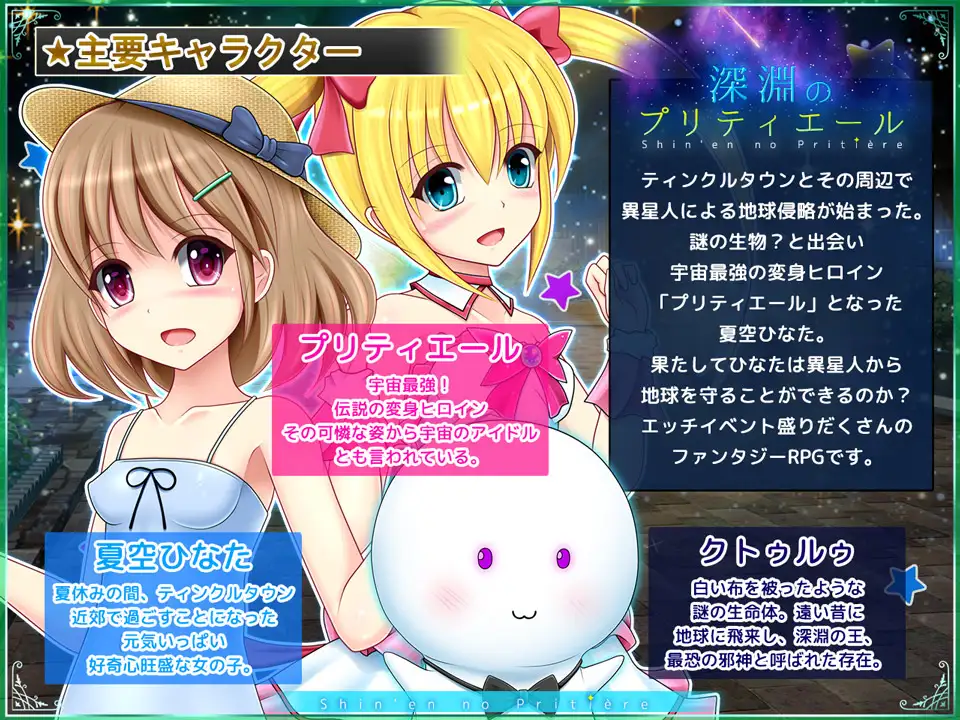 ★主要キャラクター
深淵の
プリティエール
Shin'en no Pritière
ティンクルタウンとその周辺で
異星人による地球侵略が始まった。
謎の生物？と出会い
宇宙最強の変身ヒロイン
「プリティエール」となった
夏空ひなた。
果たしてひなたは異星人から
地球を守ることができるのか？
エッチイベント盛りだくさんの
ファンタジーRPGです。
プリティエール
宇宙最強！
伝説の変身ヒロイン
その可憐な姿から宇宙のアイドル
とも言われている。
夏空ひなた
夏休みの間、ティンクルタウン
近郊で過ごすことになった
元気いっぱい
好奇心旺盛な女の子。
クトゥルゥ
白い布を被ったような
謎の生命体。遠い昔に
地球に飛来し、深淵の王、
最恐の邪神と呼ばれた存在。
Shin'en no Pritière